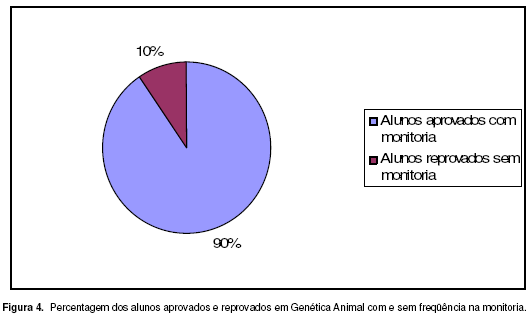 10%
90%
Alunos aprovados com
monitoria
Alunos reprovados sem
monitoria
Figura 4. Percentagem dos alunos aprovados e reprovados em Genética Animal com e sem freqûência na monitoria.